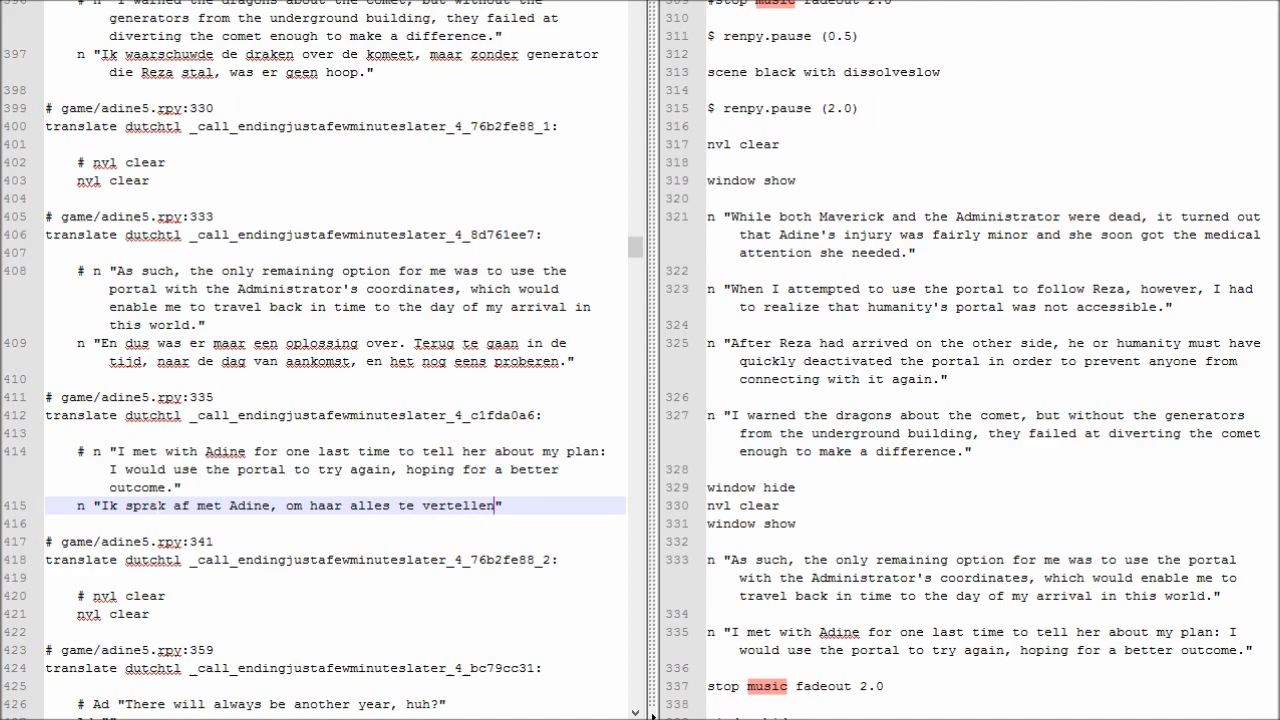 396 # n "I warned the dragons about the comet, but without the
generators from the underground building, they failed at
diverting the comet enough to make a difference."
397 n "Ik waarschuwde de draken over de komeet, maar zonder generator
die Reza stal, was er geen hoop."
398
399 # game/adine5.rpy:330
400 translate dutchtl _call_endingjustafewminuteslater_4_76b2fe88_1:
401
402 # nvl clear
403 nvl clear
404
405 # game/adine5.rpy:333
406 translate dutchtl _call_endingjustafewminuteslater_4_8d761ee7:
407
408 # n "As such, the only remaining option for me was to use the
portal with the Administrator's coordinates, which would
enable me to travel back in time to the day of my arrival in
this world."
409 n "En dus was er maar een oplossing over. Terug te gaan in de
tijd, naar de dag van aankomst, en het nog eens proberen."
410
411 # game/adine5.rpy:335
412 translate dutchtl _call_endingjustafewminuteslater_4_c1fda0a6:
413
414 # n "I met with Adine for one last time to tell her about my plan:
I would use the portal to try again, hoping for a better
outcome."
415 n "Ik sprak af met Adine, om haar alles te vertellen"
416
417 # game/adine5.rpy:341
418 translate dutchtl _call_endingjustafewminuteslater_4_76b2fe88_2:
419
420 # nvl clear
421 nvl clear
422
423 # game/adine5.rpy:359
424 translate dutchtl _call_endingjustafewminuteslater_4_bc79cc31:
425
426 # Ad "There will always be another year, huh?"
309 #stop music fadeout 2.0
310
311 $ renpy.pause (0.5)
312
313 scene black with dissolveslow
314
315 $ renpy.pause (2.0)
316
317 nvl clear
318
319 window show
320
321 n "While both Maverick and the Administrator were dead, it turned out
that Adine's injury was fairly minor and she soon got the medical
attention she needed."
322
323 n "When I attempted to use the portal to follow Reza, however, I had
to realize that humanity's portal was not accessible."
324
325 n "After Reza had arrived on the other side, he or humanity must have
quickly deactivated the portal in order to prevent anyone from
connecting with it again."
326
327 n "I warned the dragons about the comet, but without the generators
from the underground building, they failed at diverting the comet
enough to make a difference."
328
329 window hide
330 nvl clear
331 window show
332
333 n "As such, the only remaining option for me was to use the portal
with the Administrator's coordinates, which would enable me to
travel back in time to the day of my arrival in this world."
334
335 n "I met with Adine for one last time to tell her about my plan: I
would use the portal to try again, hoping for a better outcome."
336
337 stop music fadeout 2.0
338